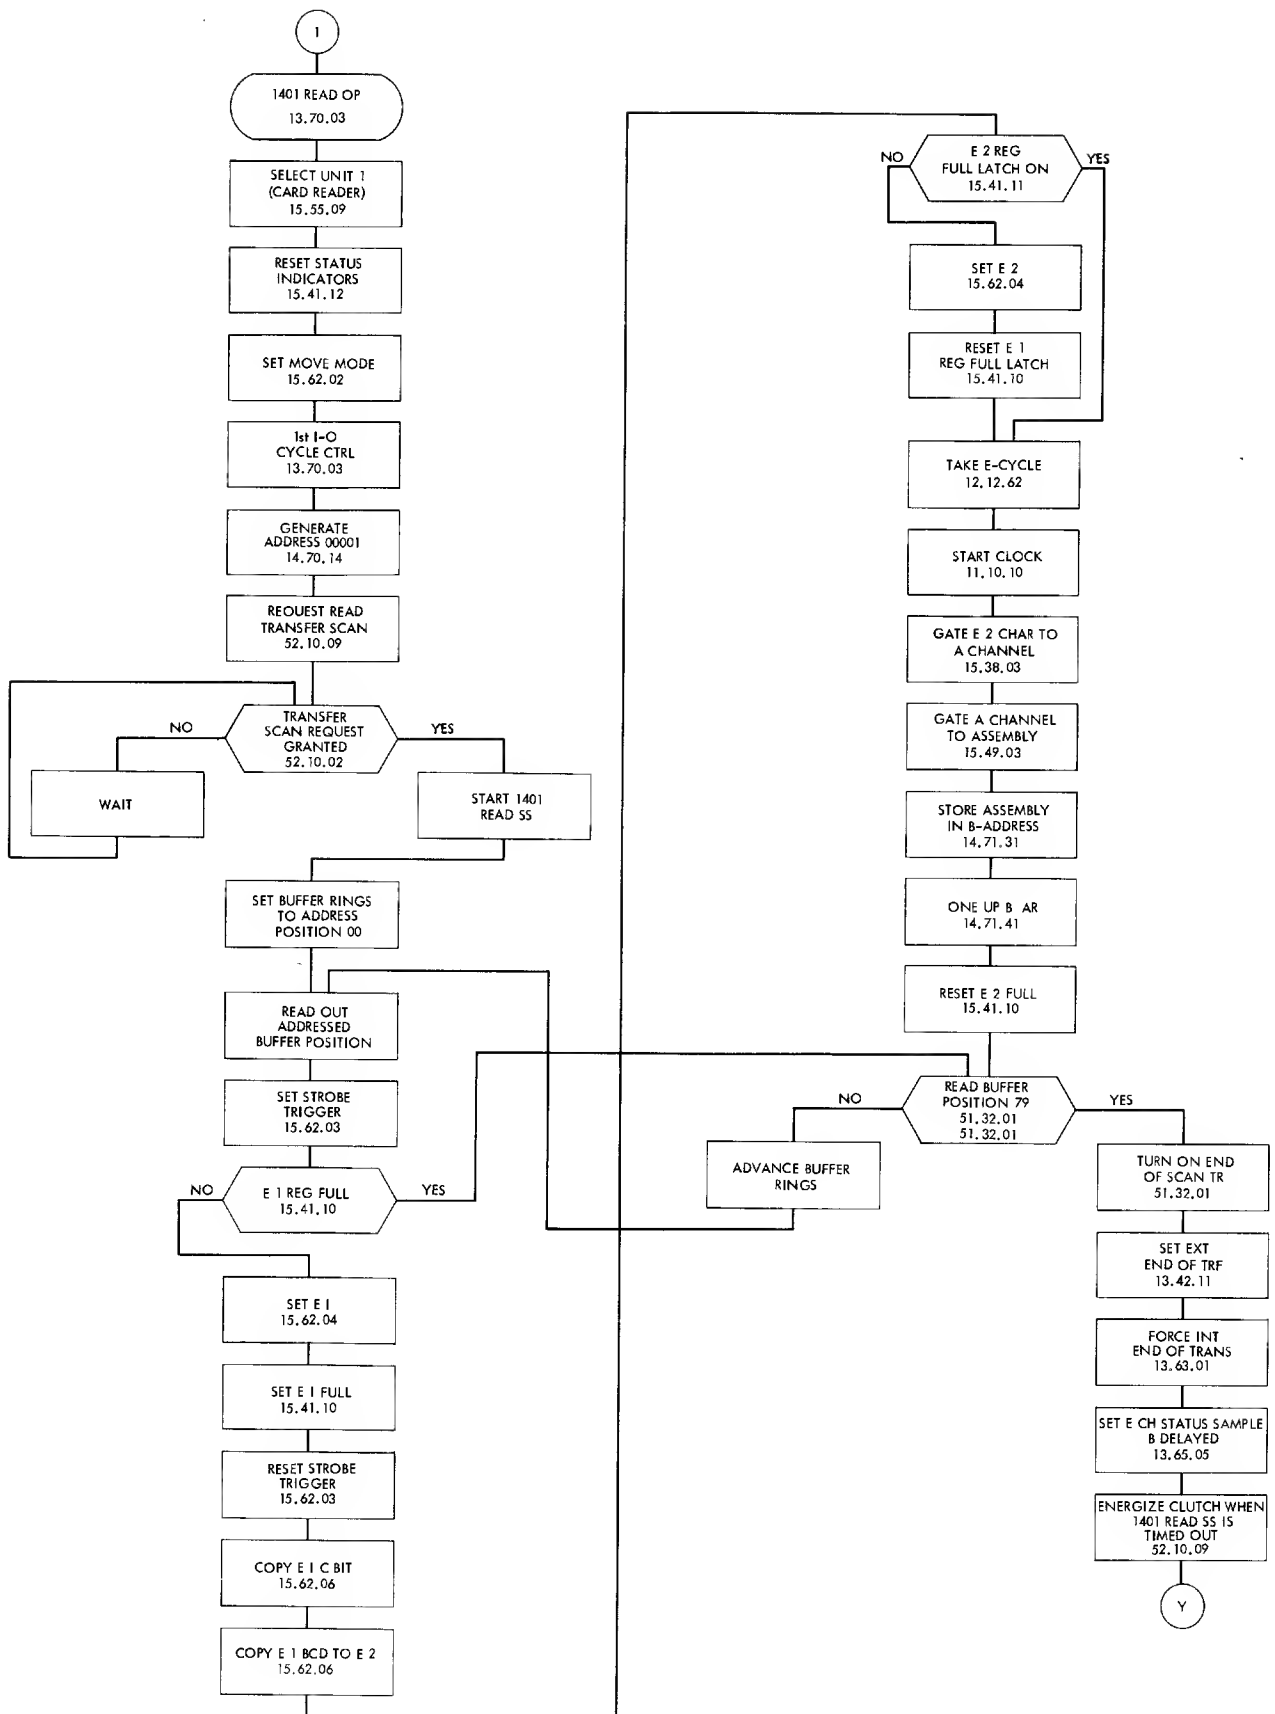 1
1401 READ OP
13.70.03
SELECT UNIT 1
(CARD READER)
15.55.09
RESET STATUS
INDICATORS
15.41.12
SET MOVE MODE
15.62.02
1st I-O
CYCLE CTRL
13.70.03
GENERATE
ADDRESS 00001
14.70.14
REQUEST READ
TRANSFER SCAN
52.10.09
TRANSFER
SCAN REQUEST
GRANTED
52.10.02
NO
YES
WAIT
START 1401
READ SS
SET BUFFER RINGS
TO ADDRESS
POSITION 00
READ OUT
ADDRESSED
BUFFER POSITION
SET STROBE
TRIGGER
15.62.03
NO
E 1 REG FULL
15.41.10
YES
SET E I
15.62.04
SET E I FULL
15.41.10
RESET STROBE
TRIGGER
15.62.03
COPY E I C BIT
15.62.06
COPY E 1 BCD TO E 2
15.62.06
NO
E 2 REG
FULL LATCH ON
15.41.11
YES
SET E 2
15.62.04
RESET E 1
REG FULL LATCH
15.41.10
TAKE E-CYCLE
12.12.62
START CLOCK
11.10.10
GATE E 2 CHAR TO
A CHANNEL
15.38.03
GATE A CHANNEL
TO ASSEMBLY
15.49.03
STORE ASSEMBLY
IN B-ADDRESS
14.71.31
ONE UP B AR
14.71.41
RESET E 2 FULL
15.41.10
NO
READ BUFFER
POSITION 79
51.32.01
51.32.01
YES
ADVANCE BUFFER
RINGS
TURN ON END
OF SCAN TR
51.32.01
SET EXT
END OF TRF
13.42.11
FORCE INT
END OF TRANS
13.63.01
SET E CH STATUS SAMPLE
B DELAYED
13.65.05
ENERGIZE CLUTCH WHEN
1401 READ SS IS
TIMED OUT
52.10.09
Y